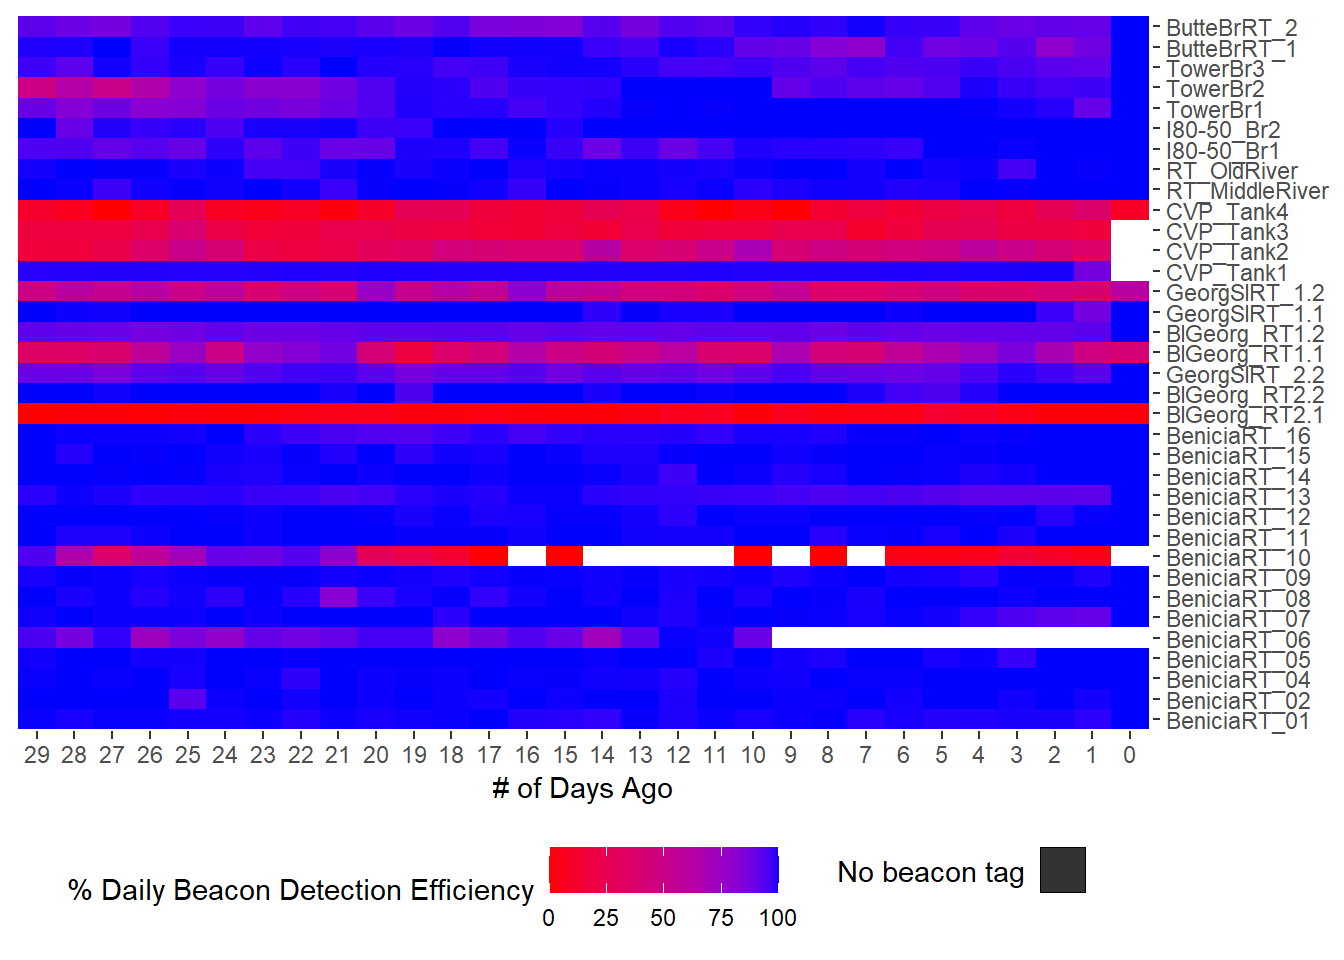 ButteBrRT_2
ButteBrRT_1
TowerBr3
TowerBr2
TowerBr1
I80-50_Br2
I80-50_Br1
RT_OldRiver
RT_MiddleRiver
CVP_Tank4
CVP_Tank3
CVP_Tank2
CVP_Tank1
GeorgSlRT_1.2
GeorgSlRT_1.1
BlGeorg_RT1.2
BlGeorg_RT1.1
GeorgSlRT_2.2
BlGeorg_RT2.2
BlGeorg_RT2.1
BeniciaRT_16
BeniciaRT_15
BeniciaRT_14
BeniciaRT_13
BeniciaRT_12
BeniciaRT_11
BeniciaRT_10
BeniciaRT_09
BeniciaRT_08
BeniciaRT_07
BeniciaRT_06
BeniciaRT_05
BeniciaRT_04
BeniciaRT_02
BeniciaRT_01
29 28 27 26 25 24 23 22 21 20 19 18 17 16 15 14 13 12 11 10 9 8 7 6 5 4 3 2 1 0
# of Days Ago
% Daily Beacon Detection Efficiency
0 25 50 75 100
No beacon tag